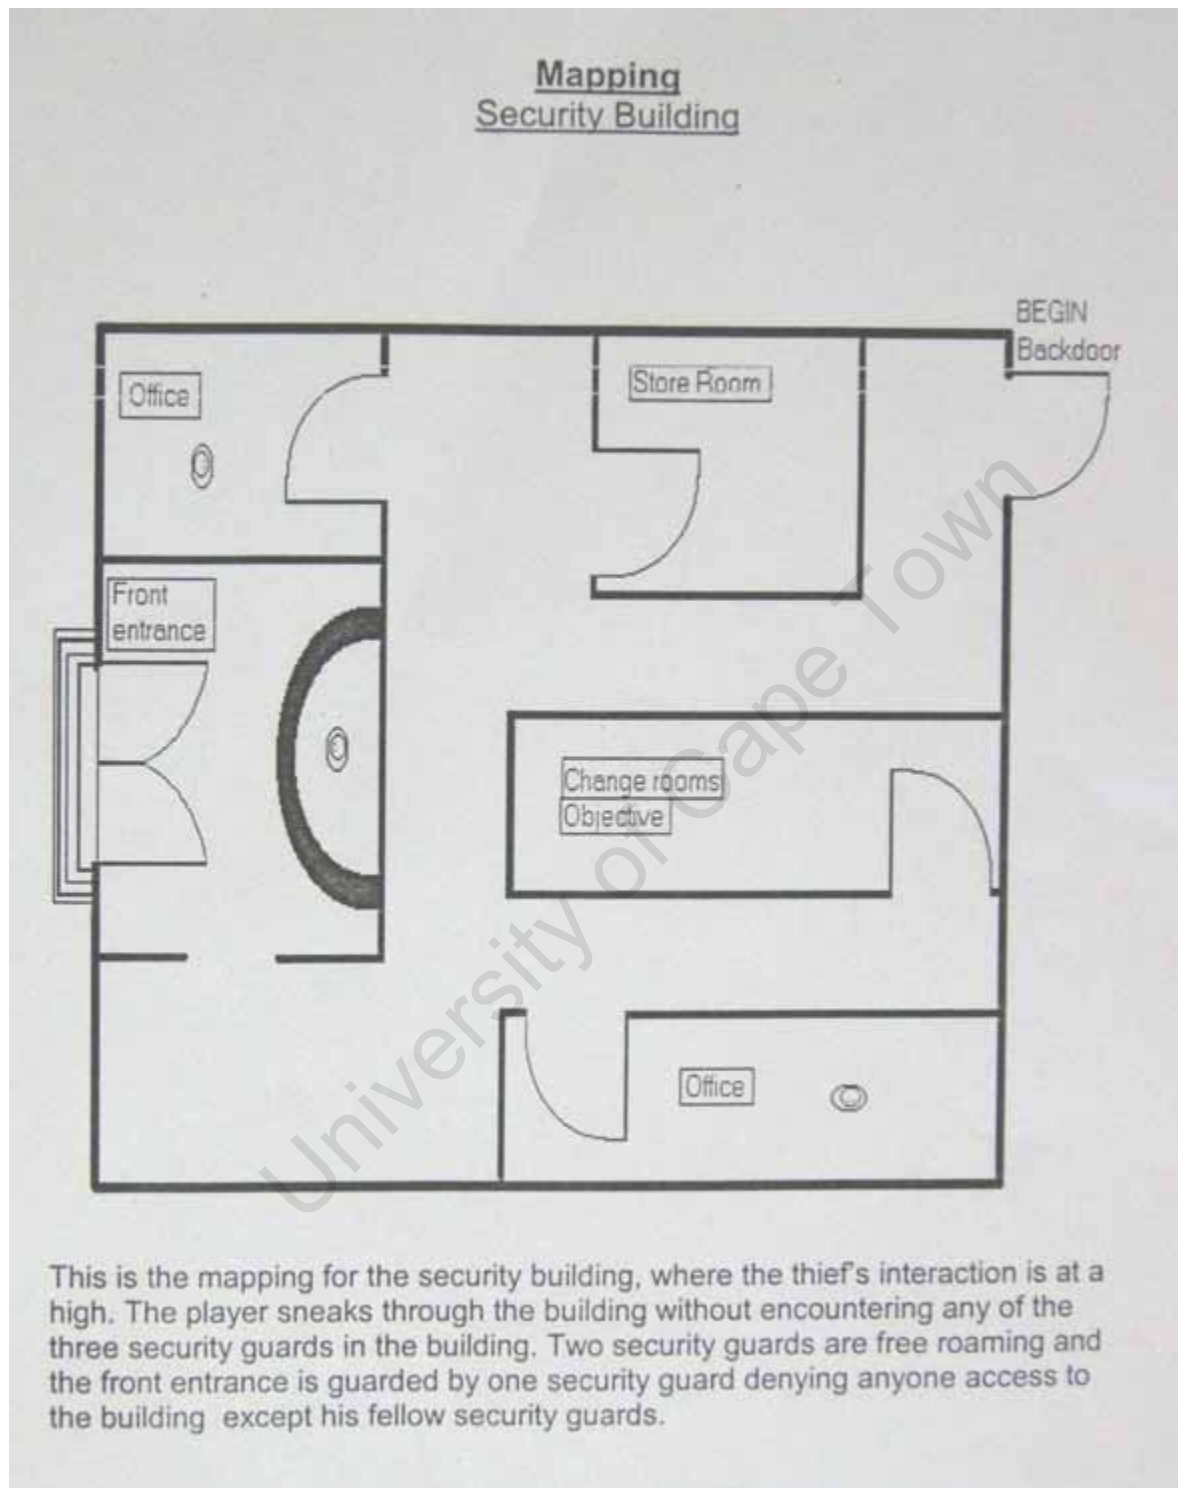 Mapping
Security Building
BEGIN
Backdoor
Office
Store Room
Front
entrance
Change rooms
Objective
Office
University of Cape Town
This is the mapping for the security building, where the thief's interaction is at a
high. The player sneaks through the building without encountering any of the
three security guards in the building. Two security guards are free roaming and
the front entrance is guarded by one security guard denying anyone access to
the building except his fellow security guards.